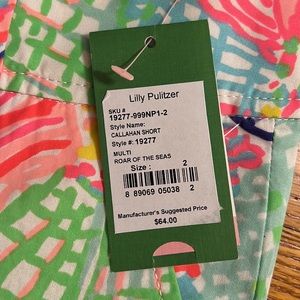 Lilly Pulitzer
SKU #
19277-999NP1-2
Style Name:
CALLAHAN SHORT
Style #: 19277
MULTI
ROAR OF THE SEAS
Size : 2
8 89069 05038 2
Manufacturer's Suggested Price
$64.00